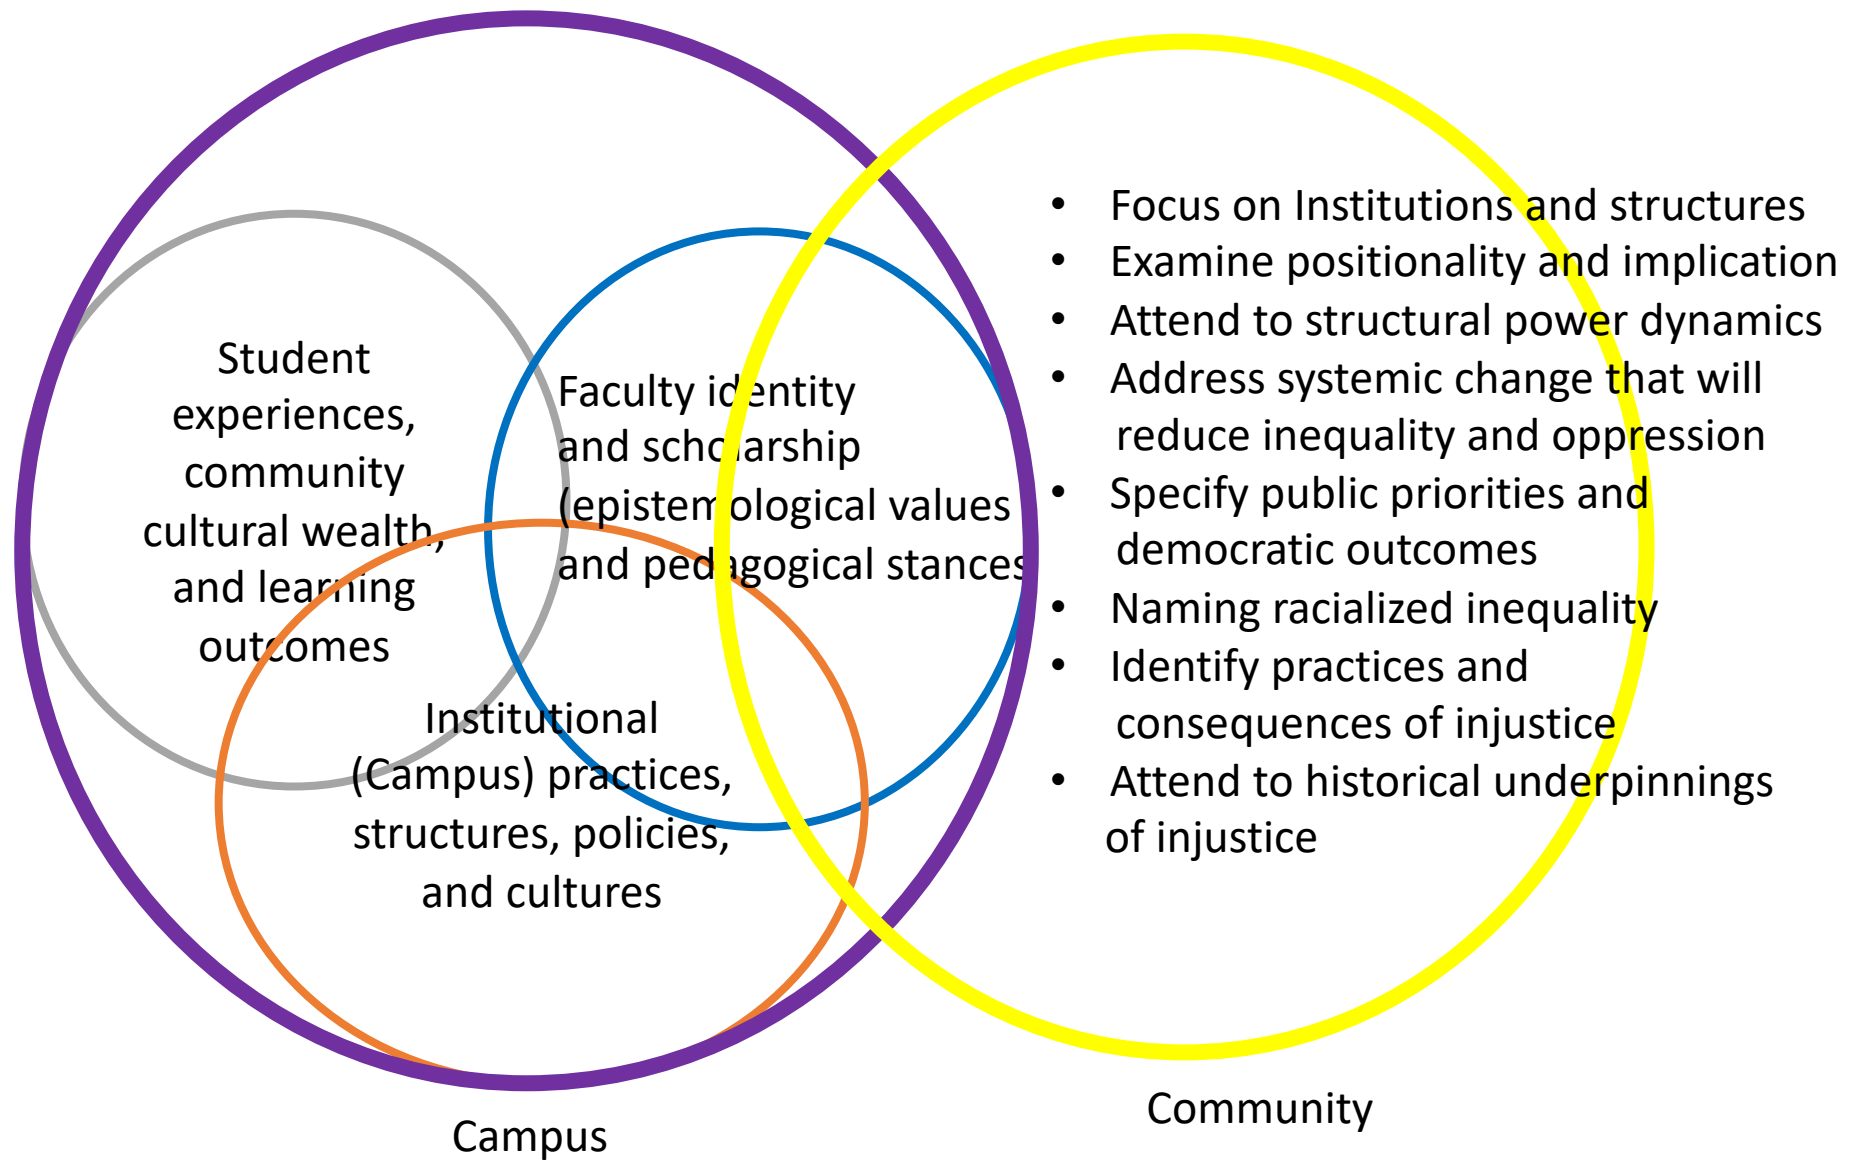 Student
experiences,
community
cultural wealth,
and learning
outcomes
Faculty identity
and scholarship
(epistemological values
and pedagogical stances
Institutional
(Campus) practices,
structures, policies,
and cultures
• Focus on Institutions and structures
• Examine positionality and implication
• Attend to structural power dynamics
• Address systemic change that will
reduce inequality and oppression
• Specify public priorities and
democratic outcomes
• Naming racialized inequality
• Identify practices and
consequences of injustice
• Attend to historical underpinnings
of injustice
Campus
Community